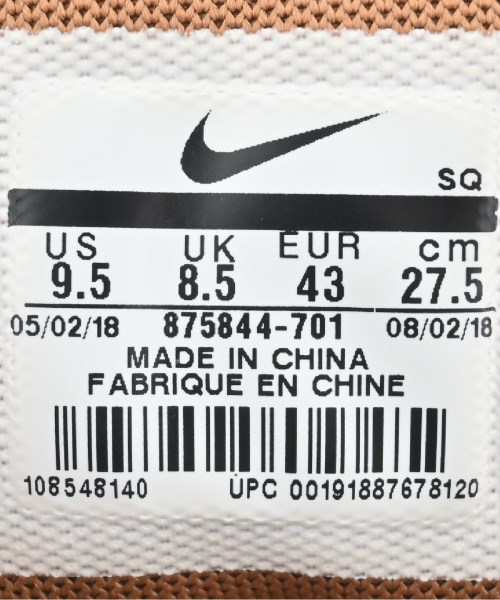 SQ
US UK EUR cm
9.5 8.5 43 27.5
05/02/18 875844-701 08/02/18
MADE IN CHINA
FABRIQUE EN CHINE
108548140 UPC 00191887678120